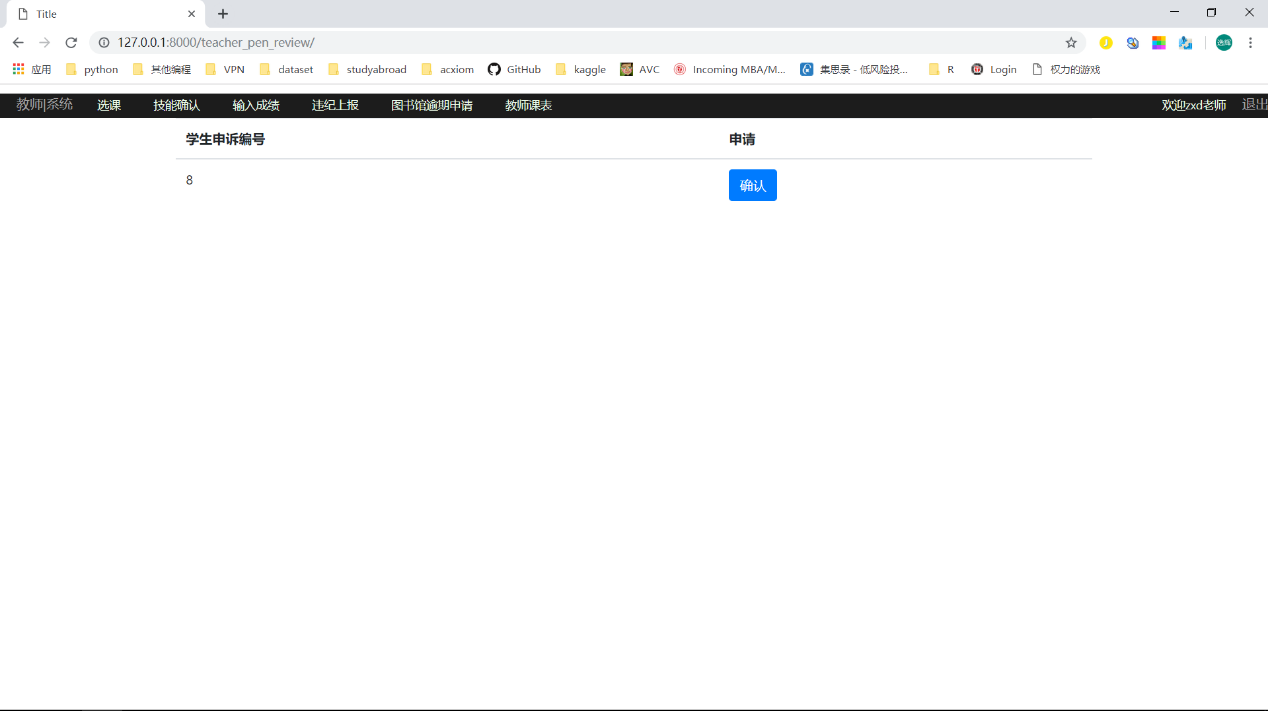 Title
127.0.0.1:8000/teacher_pen_review/
应用 python 其他编程 VPN dataset studyabroad acxiom GitHub kaggle AVC Incoming MBA/M... 集思录 - 低风险投... R Login 权力的游戏
教师|系统 选课 技能确认 输入成绩 违纪上报 图书馆逾期申请 教师课表 欢迎zxd老师 退出
学生申诉编号 申请
8 确认